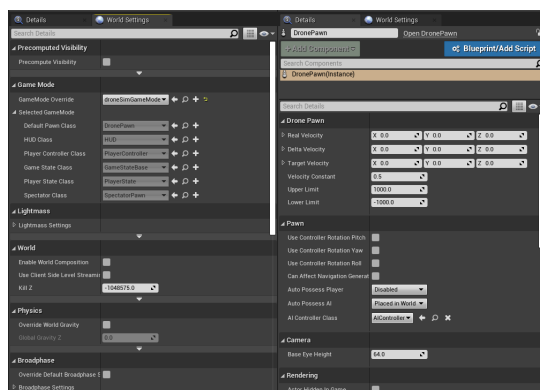 Details
World Settings
Search Details
Precomputed Visibility
Precompute Visibility
Game Mode
GameMode Override
droneSimGameMode
Selected GameMode
Default Pawn Class
DronePawn
HUD Class
HUD
Player Controller Class
PlayerController
Game State Class
GameStateBase
Player State Class
PlayerState
Spectator Class
SpectatorPawn
Lightmass
Lightmass Settings
World
Enable World Composition
Use Client Side Level Streamin
Kill Z
-1048575.0
Physics
Override World Gravity
Global Gravity Z
0.0
Broadphase
Override Default Broadphase S
Broadphase Settings
Details
World Settings
DronePawn
Open DronePawn
+Add Component
Blueprint/Add Script
Search Components
DronePawn(Instance)
Search Details
Drone Pawn
Real Velocity
X 0.0 Y 0.0 Z 0.0
Delta Velocity
X 0.0 Y 0.0 Z 0.0
Target Velocity
X 0.0 Y 0.0 Z 0.0
Velocity Constant
0.5
Upper Limit
1000.0
Lower Limit
-1000.0
Pawn
Use Controller Rotation Pitch
Use Controller Rotation Yaw
Use Controller Rotation Roll
Can Affect Navigation Generat
Auto Possess Player
Disabled
Auto Possess AI
Placed in World
AI Controller Class
AIController
Camera
Base Eye Height
64.0
Rendering
Actor Hidden In Game